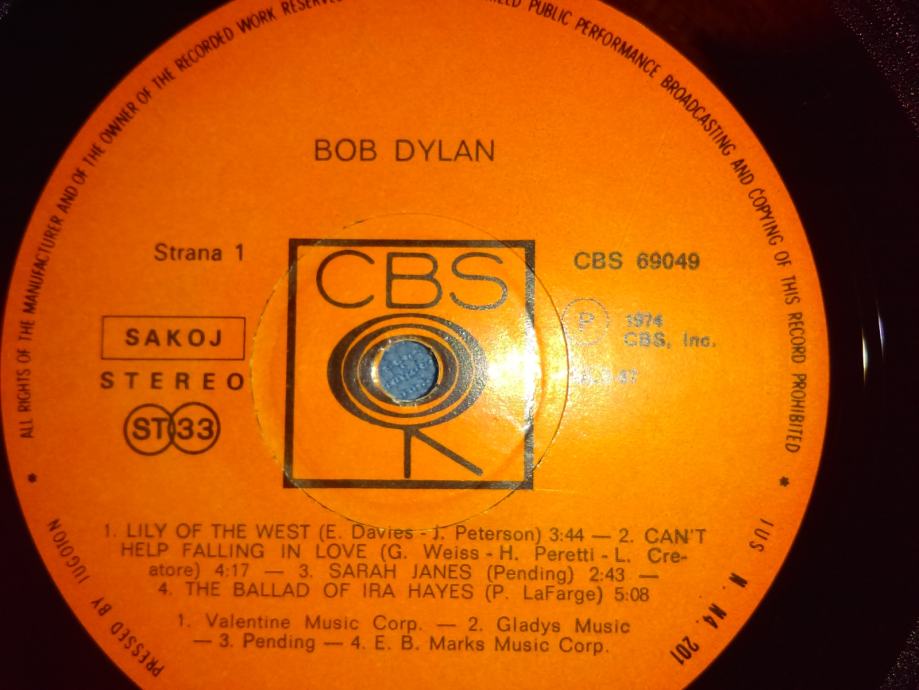 ALL RIGHTS OF THE MANUFACTURER AND OF THE OWNER OF THE RECORDED WORK RESERVED
PUBLIC PERFORMANCE BROADCASTING AND COPYING OF THIS RECORD PROHIBITED
BOB DYLAN
Strana 1
CBS 69049
CBS
SAKOJ
P 1974
CBS, Inc.
STEREO
ST 33
1. LILY OF THE WEST (E. Davies - J. Peterson) 3:44 — 2. CAN'T
HELP FALLING IN LOVE (G. Weiss - H. Peretti - L. Cre-
atore) 4:17 — 3. SARAH JANES (Pending) 2:43 —
4. THE BALLAD OF IRA HAYES (P. LaFarge) 5:08
1. Valentine Music Corp. — 2. Gladys Music
— 3. Pending — 4. E. B. Marks Music Corp.
PRESSED BY JUGOTON
JUS N. N4. 201